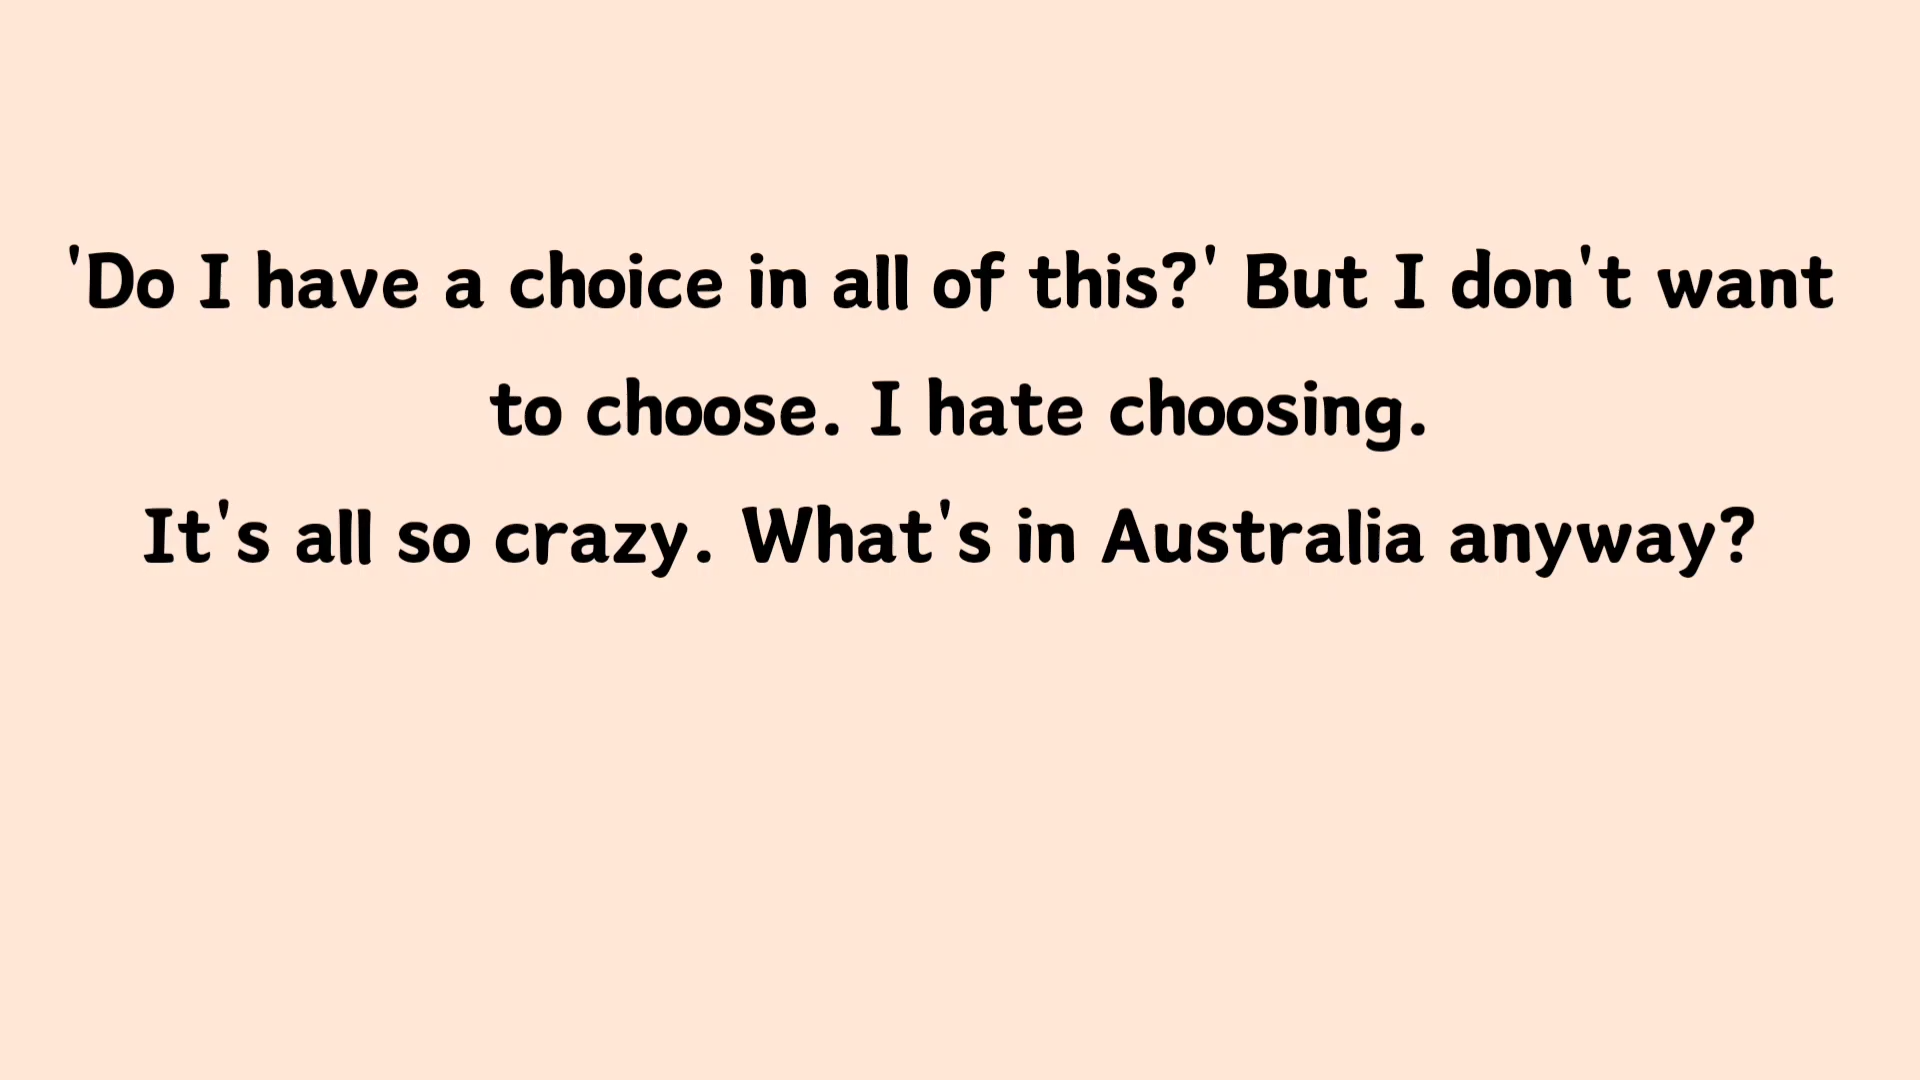 'Do I have a choice in all of this?' But I don't want
to choose. I hate choosing.
It's all so crazy. What's in Australia anyway?